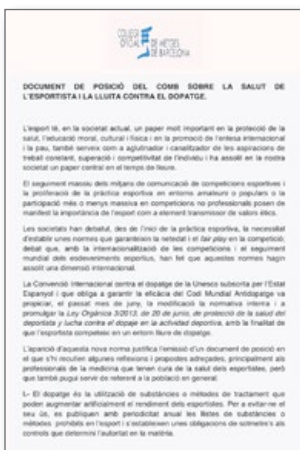 COL·LEGI
OFICIAL DE METGES
DE BARCELONA
DOCUMENT DE POSICIÓ DEL COMB SOBRE LA SALUT DE
L'ESPORTISTA I LA LLUITA CONTRA EL DOPATGE.
L'esport té, en la societat actual, un paper molt important en la protecció de la
salut, l'educació moral, cultural i física i en la promoció de l'entesa internacional
i la pau, també serveix com a aglutinador i canalitzador de les aspiracions de
treball constant, superació i competitivitat de l'individu i ha assolit en la nostra
societat un paper central en el temps de lleure.
El seguiment massiu dels mitjans de comunicació de competicions esportives i
la proliferació de la pràctica esportiva en entorns amateurs o populars o la
participació més o menys massiva en competicions no professionals posen de
manifest la importància de l'esport com a element transmissor de valors ètics.
Les societats han debatut, des de l'inici de la pràctica esportiva, la necessitat
d'establir unes normes que garanteixen la netedat i el fair play en la competició,
debat que, amb la internacionalització de les competicions i el seguiment
mundial dels esdeveniments esportius, han fet que aquestes normes hagin
assolit una dimensió internacional.
La Convenció Internacional contra el dopatge de la Unesco subscrita per l'Estat
Espanyol i que obliga a garantir la eficàcia del Codi Mundial Antidopatge va
propiciar, el passat mes de juny, la modificació la normativa interna i a
promulgar la Ley Orgánica 3/2013, de 20 de junio, de protección de la salud del
deportista y lucha contra el dopaje en la actividad deportiva, amb la finalitat de
que l'esportista competeixi en un entorn lliure de dopatge.
L'aparició d'aquesta nova norma justifica l'emissió d'un document de posició en
el que s'hi recullen algunes reflexions i propostes adreçades, principalment als
professionals de la medicina que tenen cura de la salut dels esportistes, però
que també pugui servir de referent a la població en general.
I.- El dopatge és la utilització de substàncies o mètodes de tractament que
poden augmentar artificialment el rendiment dels esportistes. Per a evitar-ne el
seu ús, es publiquen amb periodicitat anual les llistes de substàncies o
mètodes prohibits en l'esport i s'estableixen unes obligacions de sotmetre's als
controls que determini l'autoritat en la matèria.